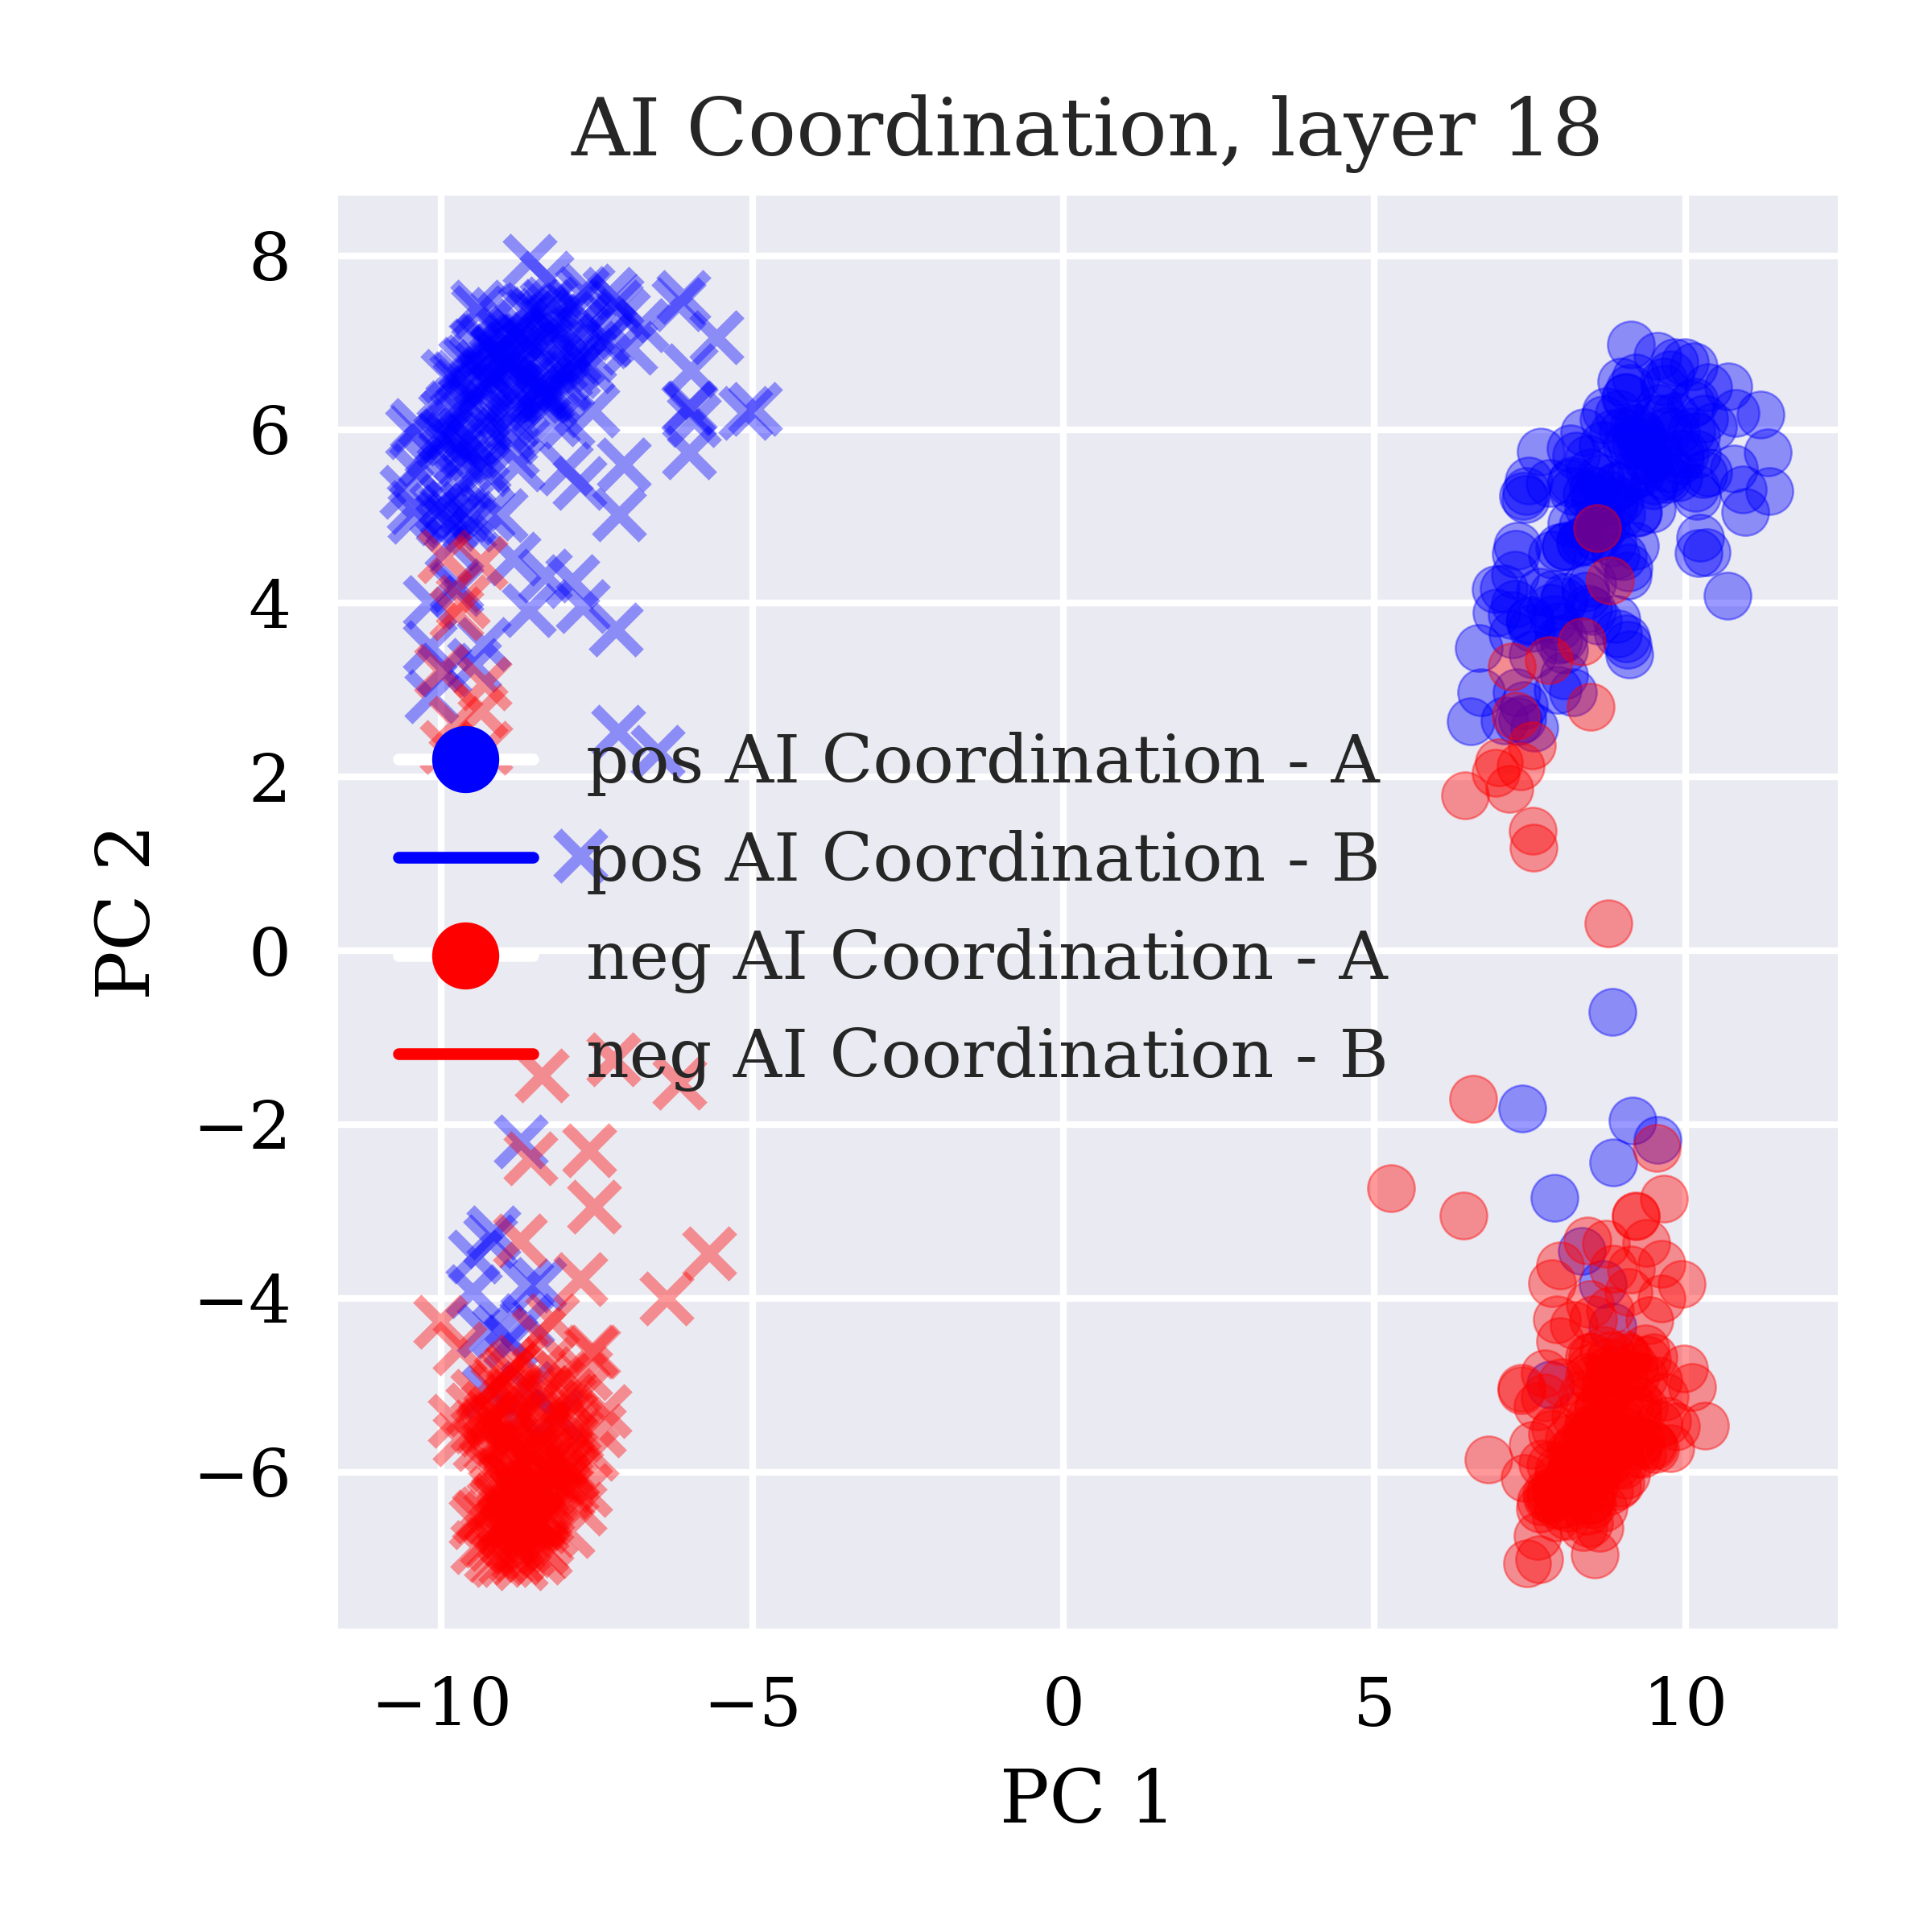 AI Coordination, layer 18
8
6
4
2
0
−2
−4
−6
PC 2
pos AI Coordination - A
pos AI Coordination - B
neg AI Coordination - A
neg AI Coordination - B
−10 −5 0 5 10
PC 1